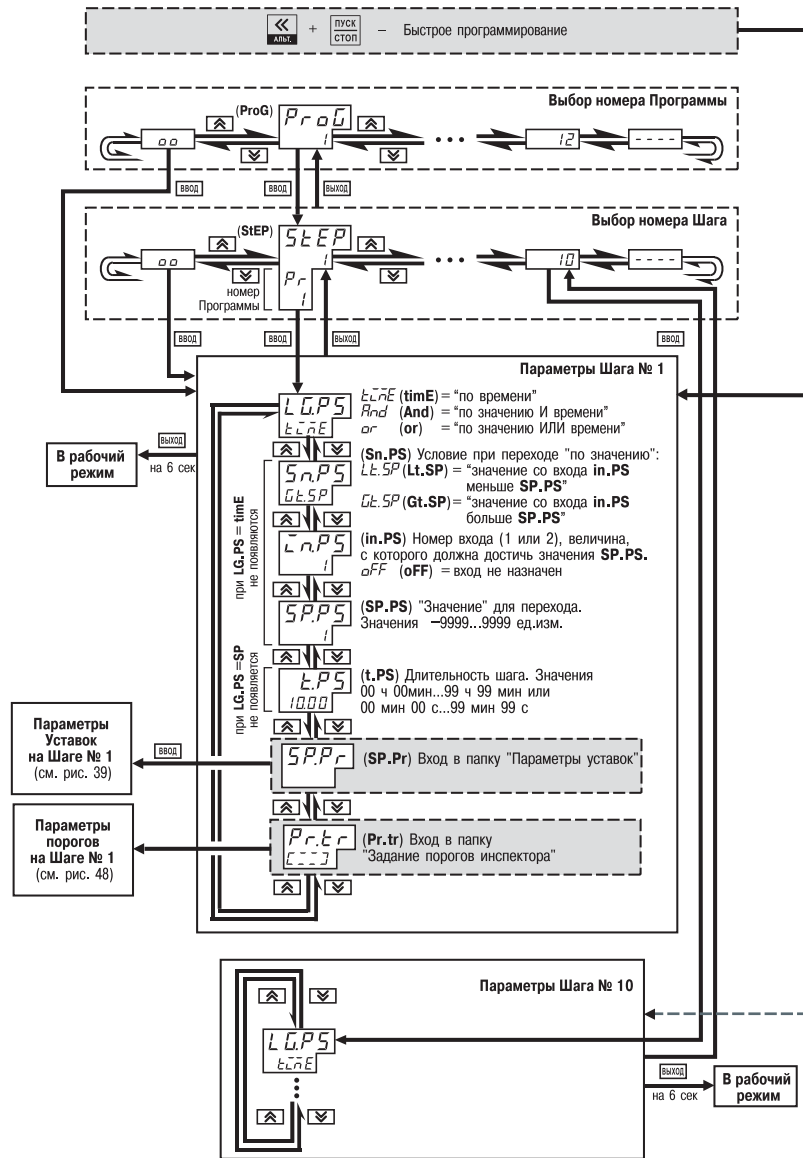 « АЛЬТ. + ПУСК СТОП – Быстрое программирование
Выбор номера Программы
(ProG) ProG
oo 1 • • • 12 - - - -
ВВОД ВВОД ВЫХОД
Выбор номера Шага
(StEP) StEP
oo 1 • • • 10 - - - -
номер
Программы
Pr
1
ВВОД ВВОД ВЫХОД ВВОД
Параметры Шага № 1
LG.PS
timE
timE (timE) = “по времени”
And (And) = “по значению И времени”
or (or) = “по значению ИЛИ времени”
В рабочий
режим
ВЫХОД
на 6 сек
при LG.PS = timE
не появляются
Sn.PS
Gt.SP
(Sn.PS) Условие при переходе "по значению":
Lt.SP (Lt.SP) = “значение со входа in.PS
меньше SP.PS”
Gt.SP (Gt.SP) = “значение со входа in.PS
больше SP.PS”
in.PS
1
(in.PS) Номер входа (1 или 2), величина,
с которого должна достичь значения SP.PS.
oFF (oFF) = вход не назначен
SP.PS
1
(SP.PS) "Значение" для перехода.
Значения –9999...9999 ед.изм.
при LG.PS =SP
не появляется
t.PS
10.00
(t.PS) Длительность шага. Значения
00 ч 00мин...99 ч 99 мин или
00 мин 00 с...99 мин 99 с
Параметры
Уставок
на Шаге № 1
(см. рис. 39)
ВВОД
SP.Pr
(SP.Pr) Вход в папку "Параметры уставок"
Параметры
порогов
на Шаге № 1
(см. рис. 48)
Pr.tr
[---]
(Pr.tr) Вход в папку
"Задание порогов инспектора"
Параметры Шага № 10
LG.PS
timE
ВЫХОД
на 6 сек
В рабочий
режим